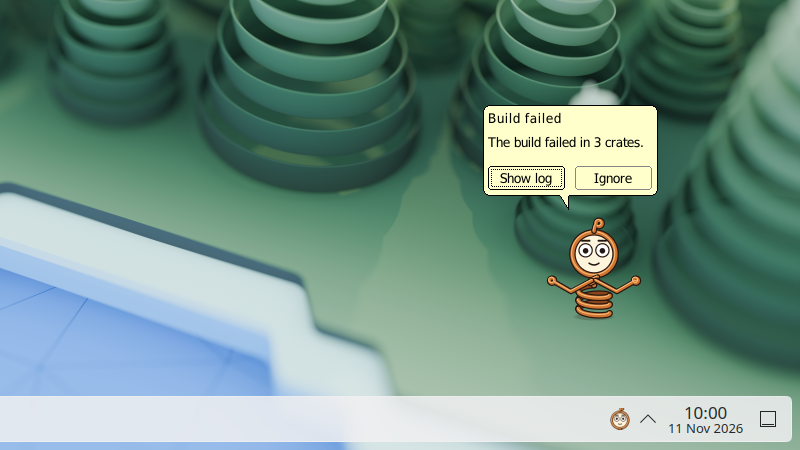 Build failed
The build failed in 3 crates.
Show log Ignore
10:00
11 Nov 2026